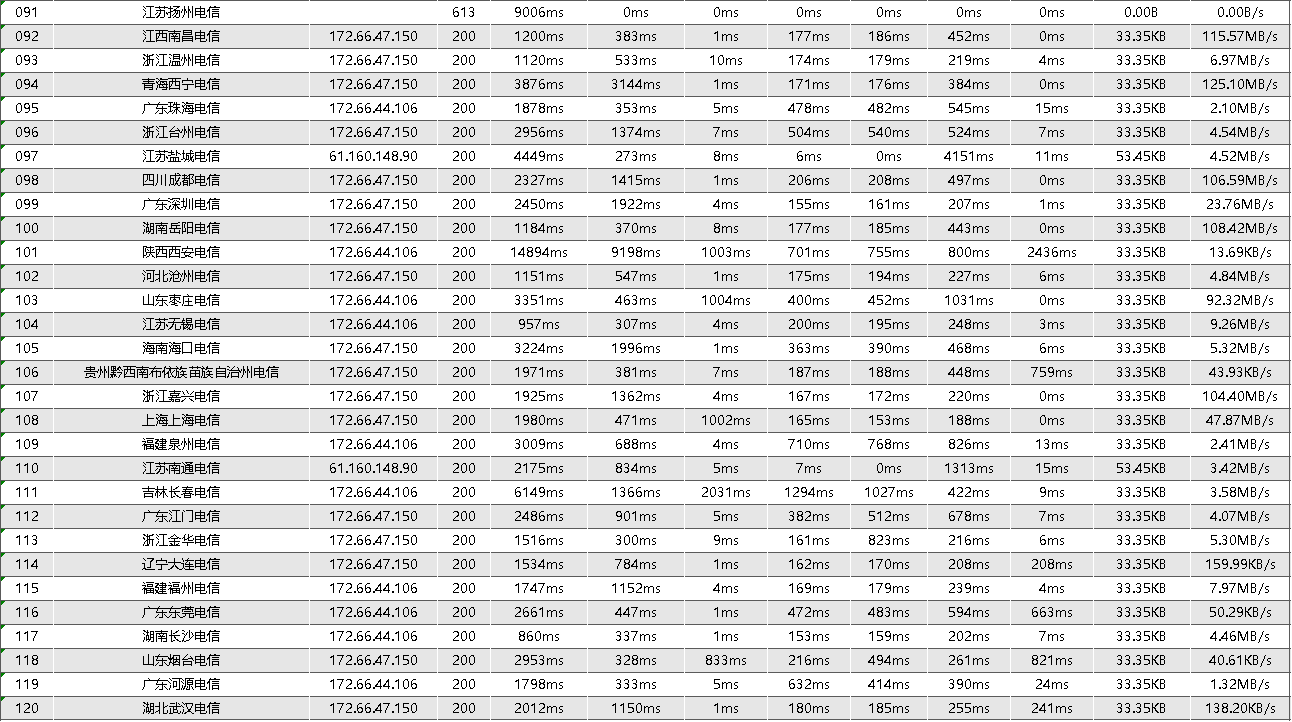 091 江苏扬州电信 613 9006ms 0ms 0ms 0ms 0ms 0ms 0ms 0.00B 0.00B/s
092 江西南昌电信 172.66.47.150 200 1200ms 383ms 1ms 177ms 186ms 452ms 0ms 33.35KB 115.57MB/s
093 浙江温州电信 172.66.47.150 200 1120ms 533ms 10ms 174ms 179ms 219ms 4ms 33.35KB 6.97MB/s
094 青海西宁电信 172.66.47.150 200 3876ms 3144ms 1ms 171ms 176ms 384ms 0ms 33.35KB 125.10MB/s
095 广东珠海电信 172.66.44.106 200 1878ms 353ms 5ms 478ms 482ms 545ms 15ms 33.35KB 2.10MB/s
096 浙江台州电信 172.66.47.150 200 2956ms 1374ms 7ms 504ms 540ms 524ms 7ms 33.35KB 4.54MB/s
097 江苏盐城电信 61.160.148.90 200 4449ms 273ms 8ms 6ms 0ms 4151ms 11ms 53.45KB 4.52MB/s
098 四川成都电信 172.66.47.150 200 2327ms 1415ms 1ms 206ms 208ms 497ms 0ms 33.35KB 106.59MB/s
099 广东深圳电信 172.66.47.150 200 2450ms 1922ms 4ms 155ms 161ms 207ms 1ms 33.35KB 23.76MB/s
100 湖南岳阳电信 172.66.47.150 200 1184ms 370ms 8ms 177ms 185ms 443ms 0ms 33.35KB 108.42MB/s
101 陕西西安电信 172.66.44.106 200 14894ms 9198ms 1003ms 701ms 755ms 800ms 2436ms 33.35KB 13.69KB/s
102 河北沧州电信 172.66.47.150 200 1151ms 547ms 1ms 175ms 194ms 227ms 6ms 33.35KB 4.84MB/s
103 山东枣庄电信 172.66.44.106 200 3351ms 463ms 1004ms 400ms 452ms 1031ms 0ms 33.35KB 92.32MB/s
104 江苏无锡电信 172.66.44.106 200 957ms 307ms 4ms 200ms 195ms 248ms 3ms 33.35KB 9.26MB/s
105 海南海口电信 172.66.47.150 200 3224ms 1996ms 1ms 363ms 390ms 468ms 6ms 33.35KB 5.32MB/s
106 贵州黔西南布依族苗族自治州电信 172.66.47.150 200 1971ms 381ms 7ms 187ms 188ms 448ms 759ms 33.35KB 43.93KB/s
107 浙江嘉兴电信 172.66.47.150 200 1925ms 1362ms 4ms 167ms 172ms 220ms 0ms 33.35KB 104.40MB/s
108 上海上海电信 172.66.47.150 200 1980ms 471ms 1002ms 165ms 153ms 188ms 0ms 33.35KB 47.87MB/s
109 福建泉州电信 172.66.44.106 200 3009ms 688ms 4ms 710ms 768ms 826ms 13ms 33.35KB 2.41MB/s
110 江苏南通电信 61.160.148.90 200 2175ms 834ms 5ms 7ms 0ms 1313ms 15ms 53.45KB 3.42MB/s
111 吉林长春电信 172.66.44.106 200 6149ms 1366ms 2031ms 1294ms 1027ms 422ms 9ms 33.35KB 3.58MB/s
112 广东江门电信 172.66.47.150 200 2486ms 901ms 5ms 382ms 512ms 678ms 7ms 33.35KB 4.07MB/s
113 浙江金华电信 172.66.47.150 200 1516ms 300ms 9ms 161ms 823ms 216ms 6ms 33.35KB 5.30MB/s
114 辽宁大连电信 172.66.47.150 200 1534ms 784ms 1ms 162ms 170ms 208ms 208ms 33.35KB 159.99KB/s
115 福建福州电信 172.66.44.106 200 1747ms 1152ms 4ms 169ms 179ms 239ms 4ms 33.35KB 7.97MB/s
116 广东东莞电信 172.66.44.106 200 2661ms 447ms 1ms 472ms 483ms 594ms 663ms 33.35KB 50.29KB/s
117 湖南长沙电信 172.66.44.106 200 860ms 337ms 1ms 153ms 159ms 202ms 7ms 33.35KB 4.46MB/s
118 山东烟台电信 172.66.47.150 200 2953ms 328ms 833ms 216ms 494ms 261ms 821ms 33.35KB 40.61KB/s
119 广东河源电信 172.66.44.106 200 1798ms 333ms 5ms 632ms 414ms 390ms 24ms 33.35KB 1.32MB/s
120 湖北武汉电信 172.66.47.150 200 2012ms 1150ms 1ms 180ms 185ms 255ms 241ms 33.35KB 138.20KB/s